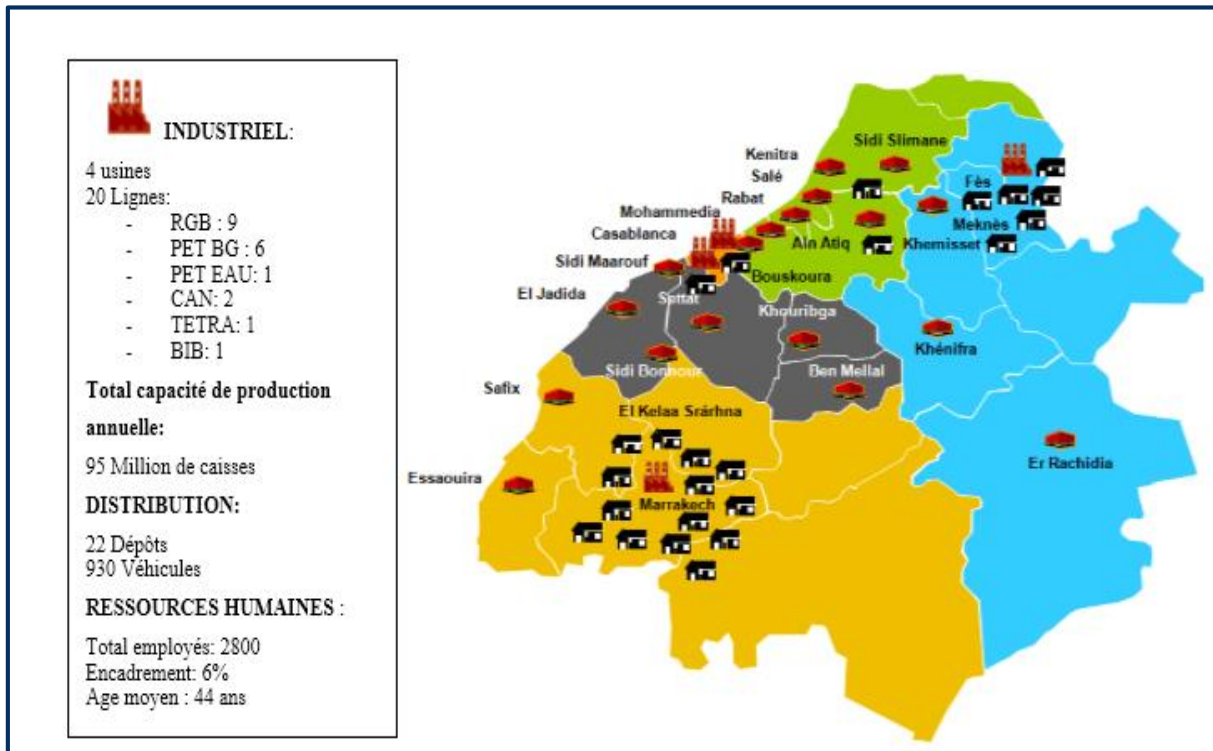 INDUSTRIEL:
4 usines
20 Lignes:
- RGB : 9
- PET BG : 6
- PET EAU: 1
- CAN: 2
- TETRA: 1
- BIB: 1
Total capacité de production
annuelle:
95 Million de caisses
DISTRIBUTION:
22 Dépôts
930 Véhicules
RESSOURCES HUMAINES :
Total employés: 2800
Encadrement: 6%
Age moyen : 44 ans
Sidi Slimane
Kenitra
Salé
Fès
Rabat
Mohammedia
Meknès
Casablanca
Ain Atiq
Khemisset
Sidi Maarouf
Bouskoura
El Jadida
Settat
Khouribga
Khénifra
Sidi Bonhour
Ben Mellal
Safix
El Kelaa Srárhna
Er Rachidia
Essaouira
Marrakech